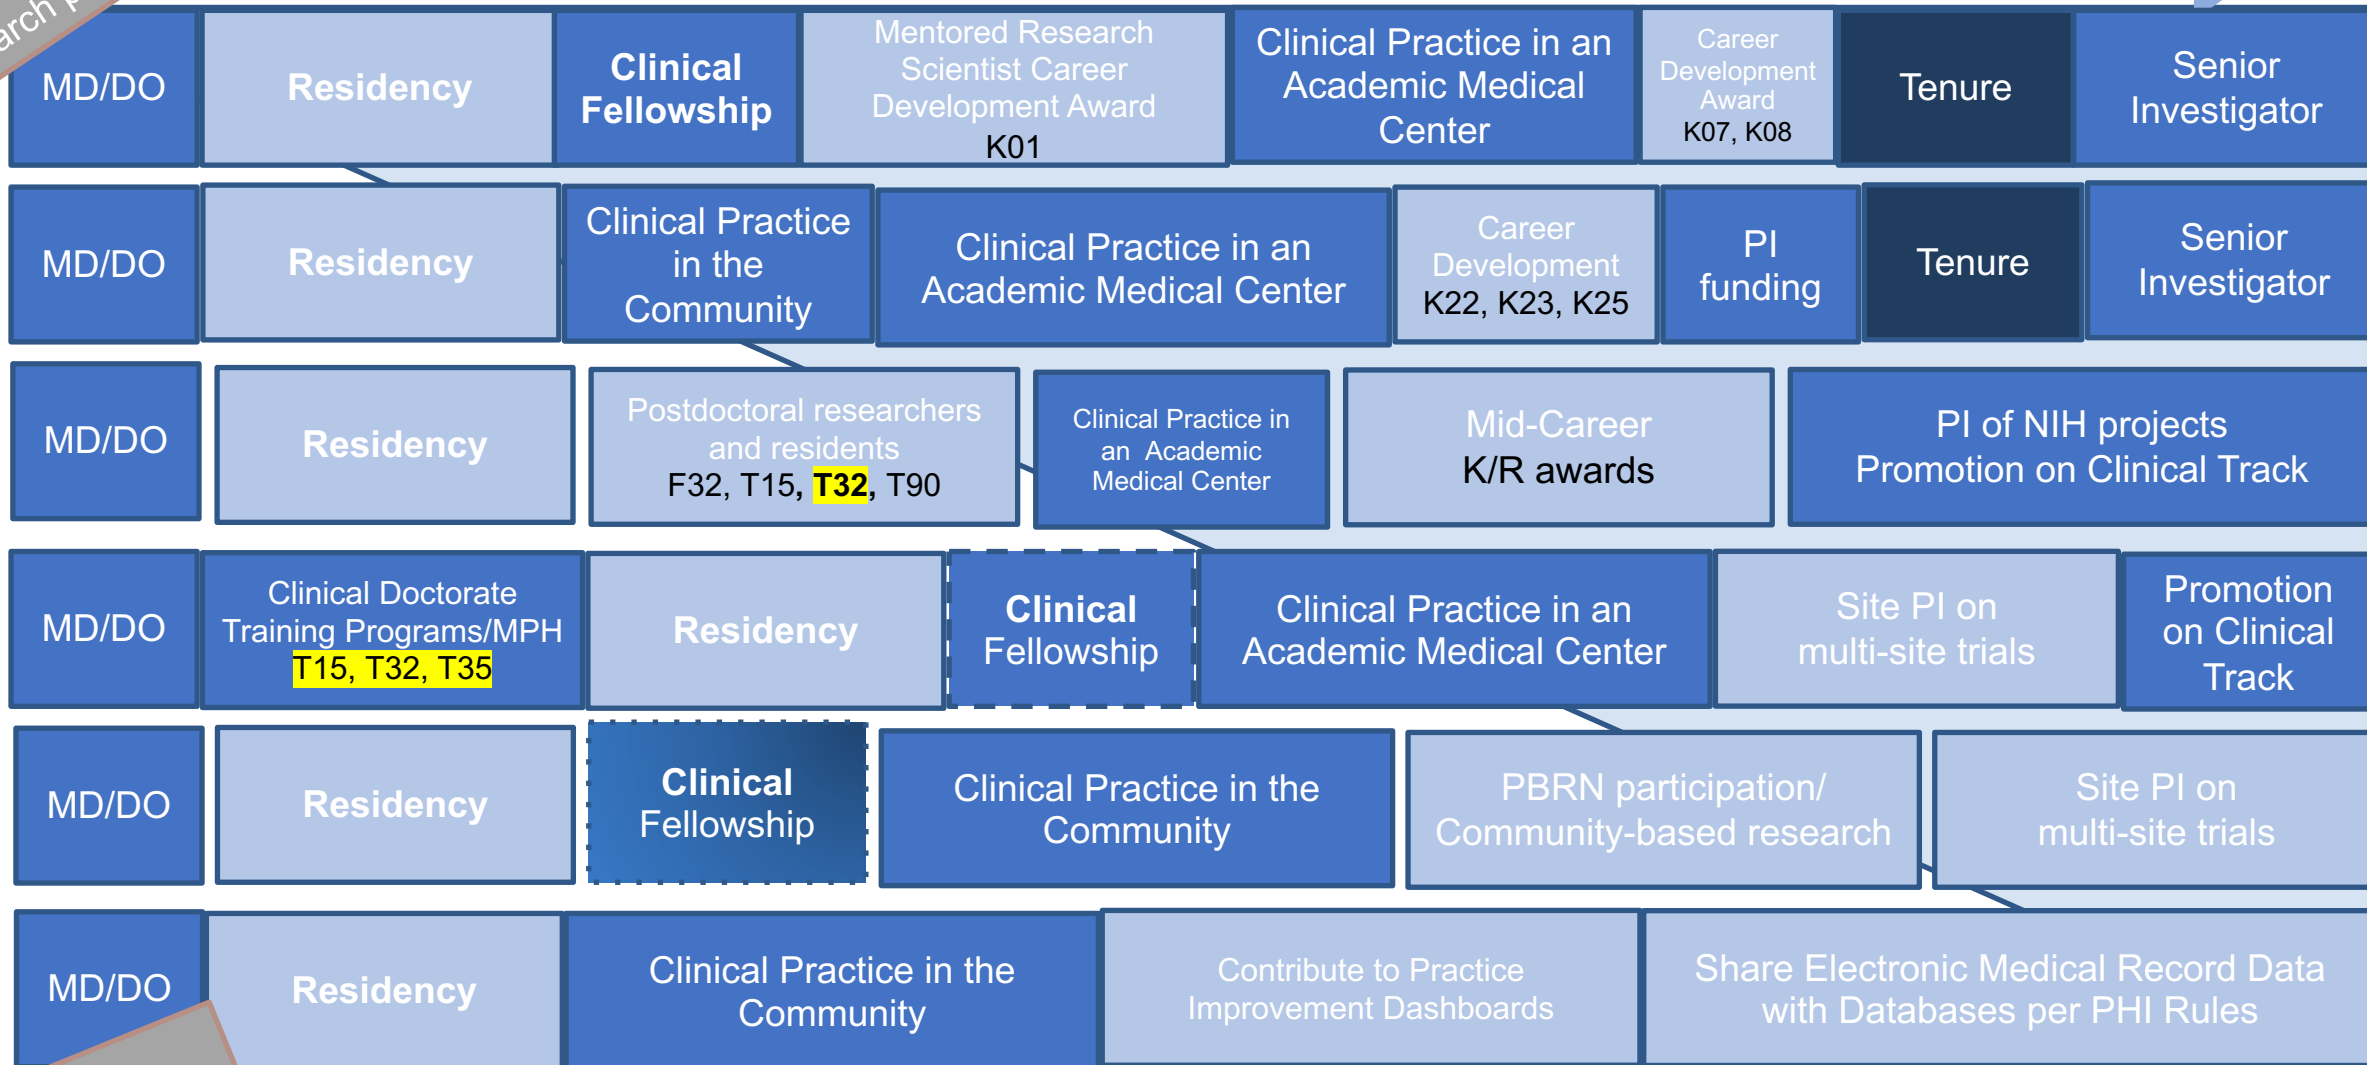 arch p
MD/DO
Residency
Clinical
Fellowship
Mentored Research
Scientist Career
Development Award
K01
Clinical Practice in an
Academic Medical
Center
Career
Development
Award
K07, K08
Tenure
Senior
Investigator
MD/DO
Residency
Clinical Practice
in the
Community
Clinical Practice in an
Academic Medical Center
Career
Development
K22, K23, K25
PI
funding
Tenure
Senior
Investigator
MD/DO
Residency
Postdoctoral researchers
and residents
F32, T15, T32, T90
Clinical Practice in
an Academic
Medical Center
Mid-Career
K/R awards
PI of NIH projects
Promotion on Clinical Track
MD/DO
Clinical Doctorate
Training Programs/MPH
T15, T32, T35
Residency
Clinical
Fellowship
Clinical Practice in an
Academic Medical Center
Site PI on
multi-site trials
Promotion
on Clinical
Track
MD/DO
Residency
Clinical
Fellowship
Clinical Practice in the
Community
PBRN participation/
Community-based research
Site PI on
multi-site trials
MD/DO
Residency
Clinical Practice in the
Community
Contribute to Practice
Improvement Dashboards
Share Electronic Medical Record Data
with Databases per PHI Rules